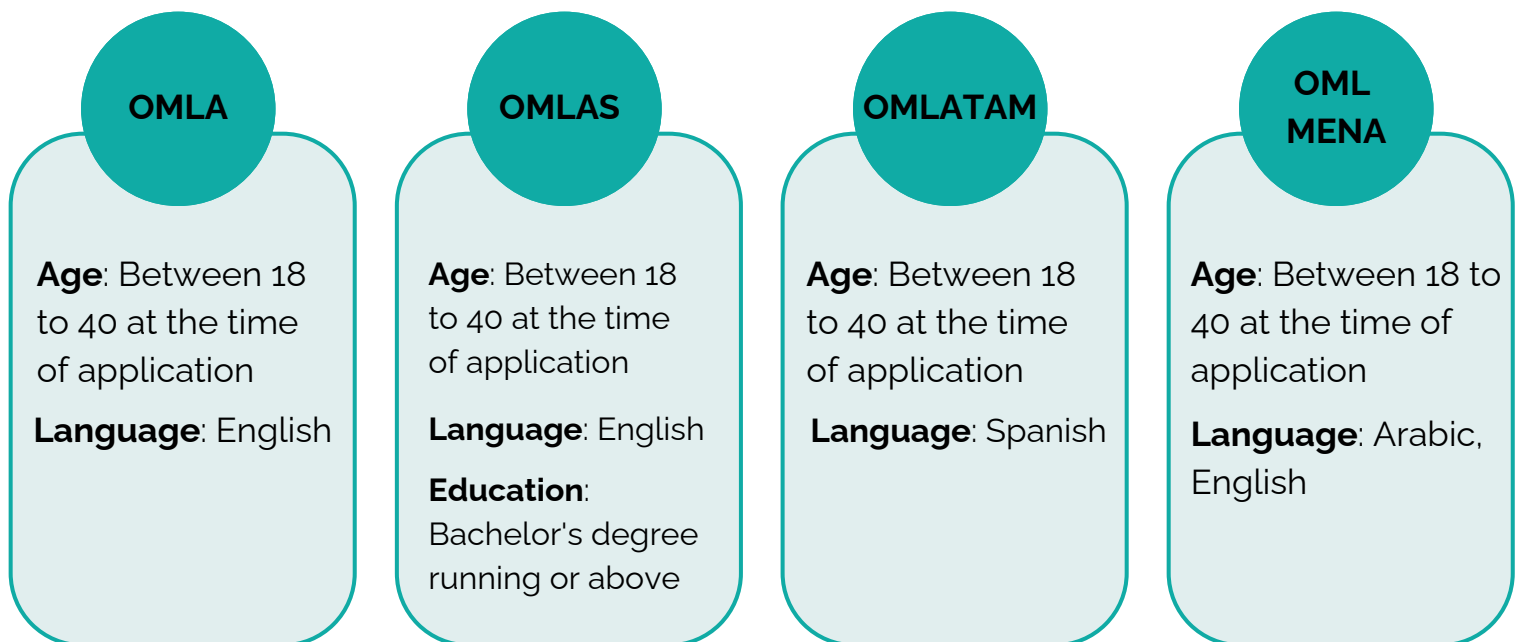 OMLA
Age: Between 18
to 40 at the time
of application
Language: English
OMLAS
Age: Between 18
to 40 at the time
of application
Language: English
Education:
Bachelor's degree
running or above
OMLATAM
Age: Between 18
to 40 at the time
of application
Language: Spanish
OML
MENA
Age: Between 18 to
40 at the time of
application
Language: Arabic,
English